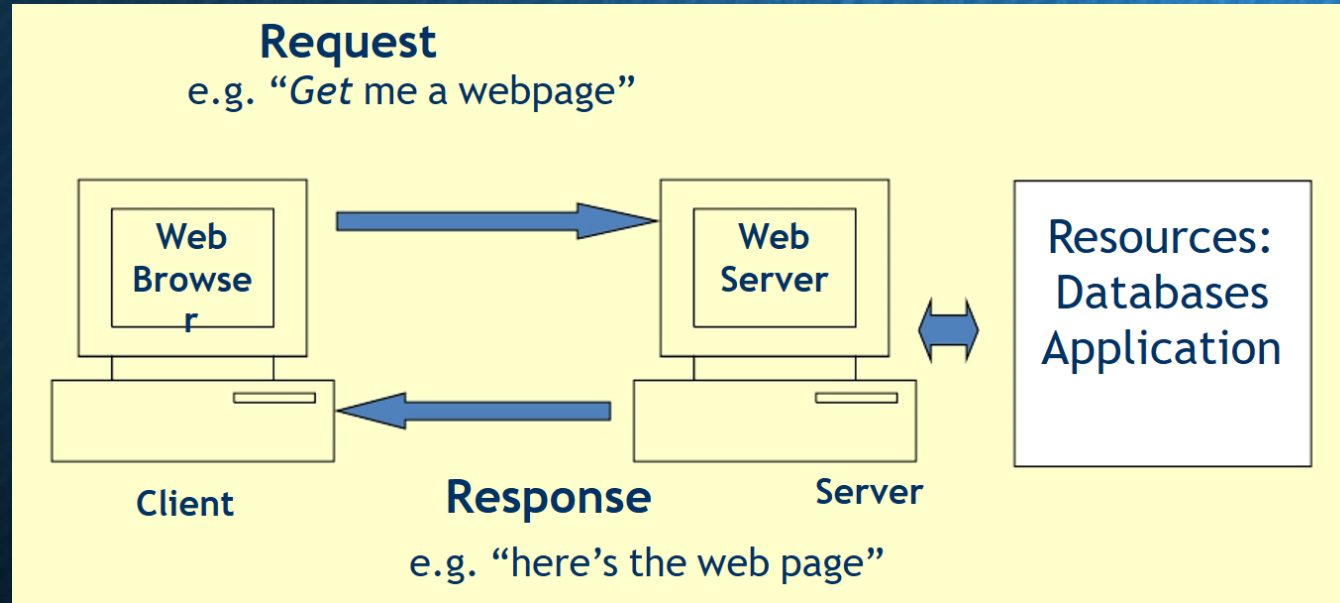 Request
e.g. “Get me a webpage”
Web
Browse
r
Web
Server
Resources:
Databases
Application
Client
Response
Server
e.g. “here’s the web page”